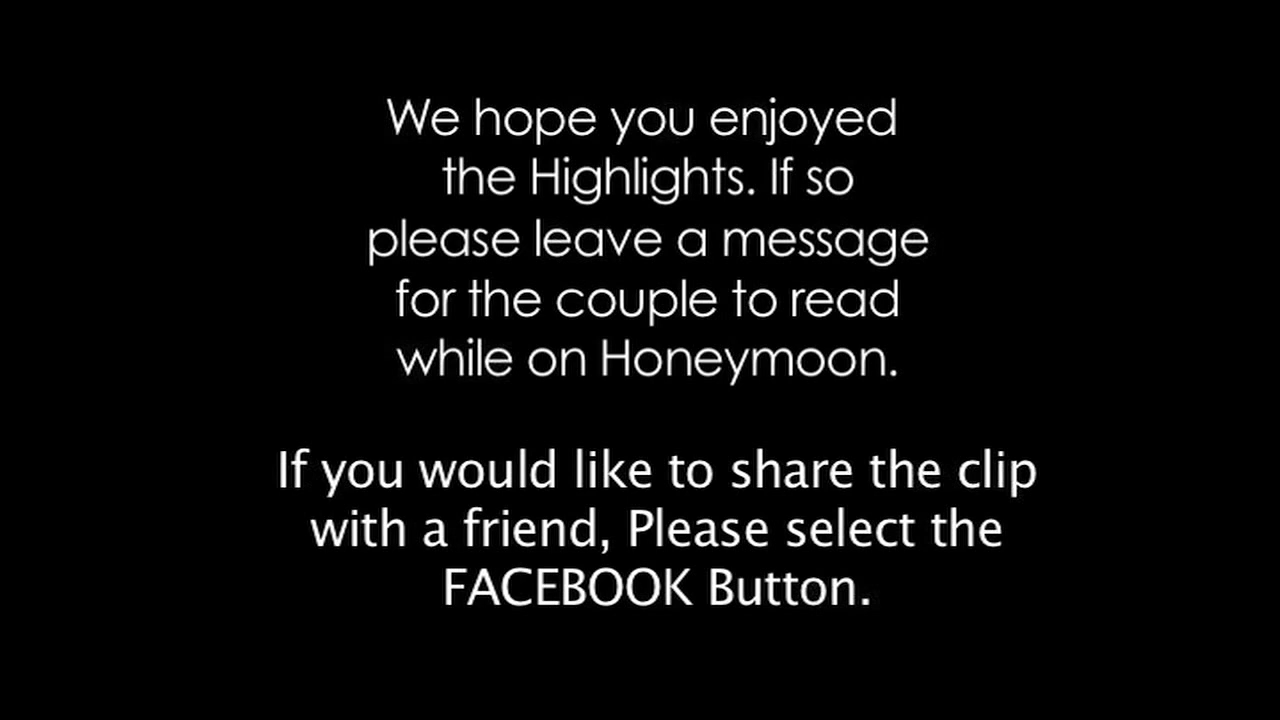 We hope you enjoyed
the Highlights. If so
please leave a message
for the couple to read
while on Honeymoon.
If you would like to share the clip
with a friend, Please select the
FACEBOOK Button.